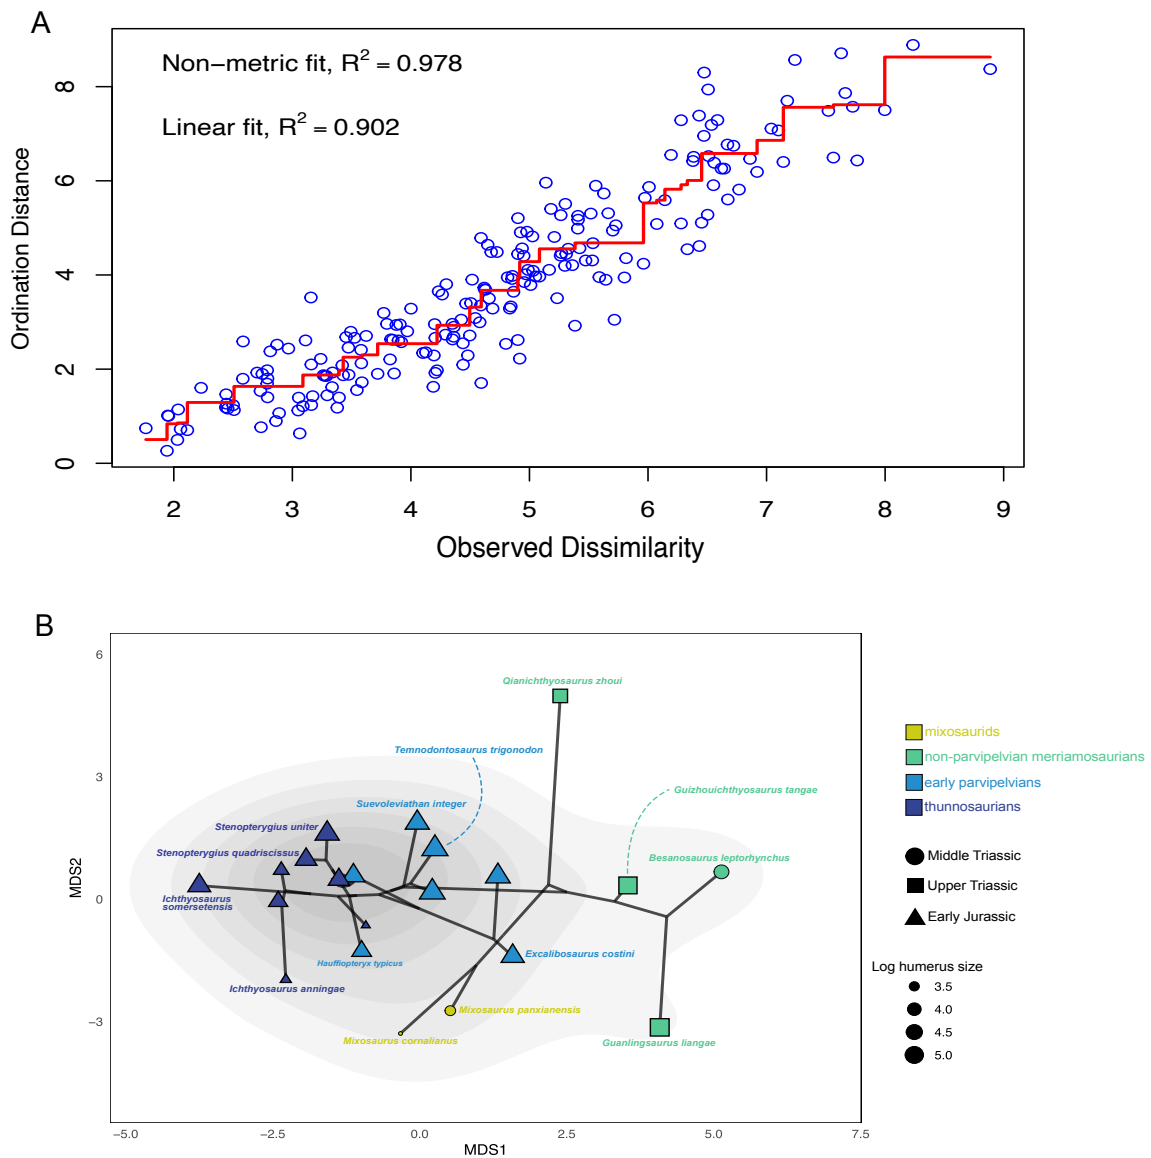 A
Non−metric fit, R2 = 0.978
Linear fit, R2 = 0.902
Ordination Distance
0
2
4
6
8
2 3 4 5 6 7 8 9
Observed Dissimilarity
B
6
3
0
−3
MDS2
Qianichthyosaurus zhoui
Temnodontosaurus trigonodon
Guizhouichthyosaurus tangae
Suevoleviathan integer
Stenopterygius uniter
Stenopterygius quadriscissus
Besanosaurus leptorhynchus
Ichthyosaurus
somersetensis
Excalibosaurus costini
Hauffiopteryx typicus
Ichthyosaurus anningae
Mixosaurus panxianensis
Mixosaurus cornalianus
Guanlingsaurus liangae
−5.0 −2.5 0.0 2.5 5.0 7.5
MDS1
mixosaurids
non-parvipelvian merriamosaurians
early parvipelvians
thunnosaurians
Middle Triassic
Upper Triassic
Early Jurassic
Log humerus size
3.5
4.0
4.5
5.0